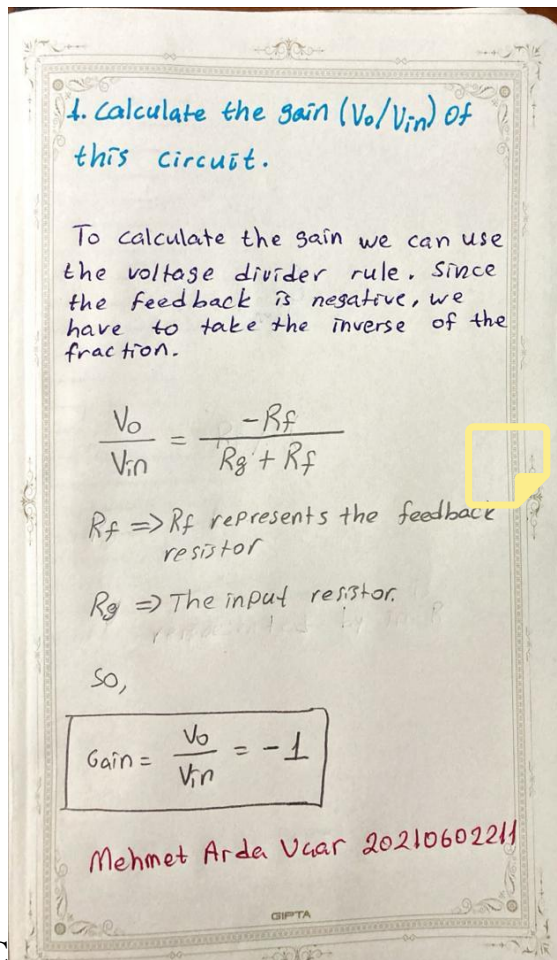 1. Calculate the gain (Vo/Vin) of
this circuit.
To calculate the gain we can use
the voltage divider rule. Since
the feedback is negative, we
have to take the inverse of the
fraction.
Vo/Vin = -Rf/(Rg + Rf)
Rf => Rf represents the feedback
resistor
Rg => The input resistor.
So,
Gain = Vo/Vin = -1
Mehmet Arda Uçar 20210602211
GIPTA